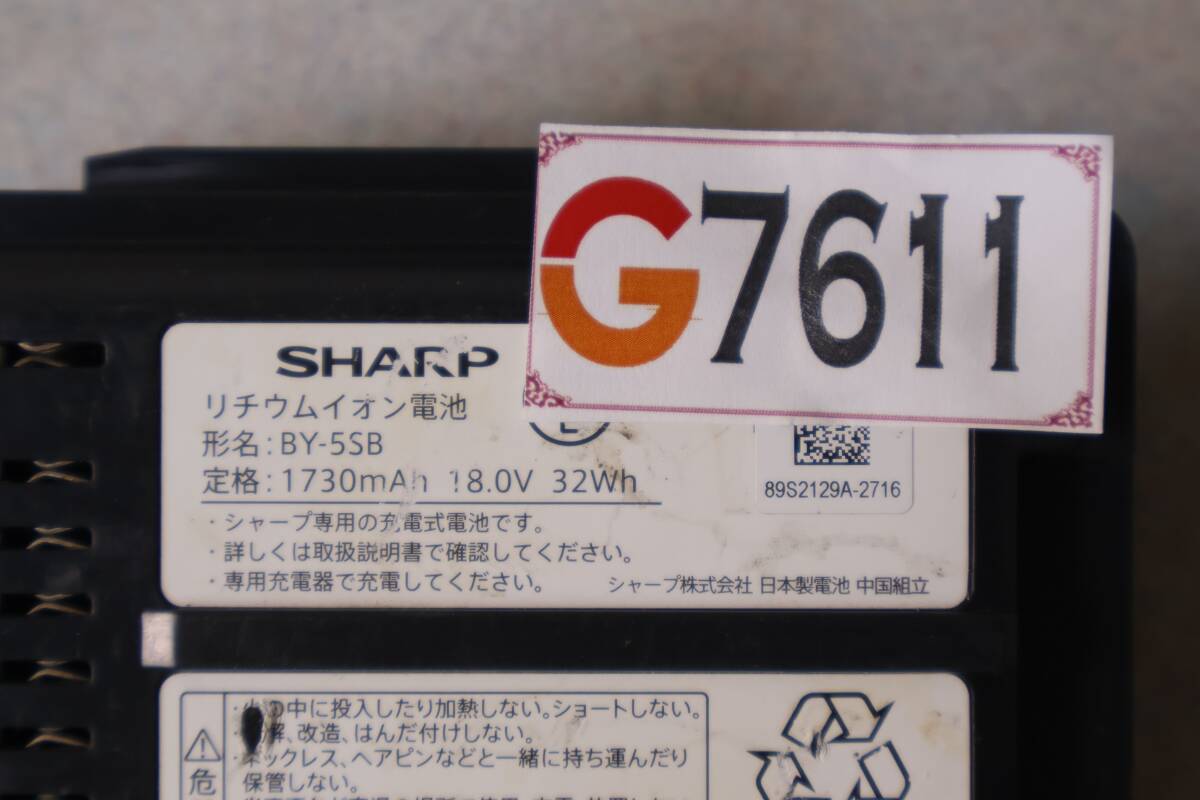 G7611
SHARP
リチウムイオン電池
形名:BY-5SB
定格:1730mAh 18.0V 32Wh
89S2129A-2716
・シャープ専用の充電式電池です。
・詳しくは取扱説明書で確認してください。
・専用充電器で充電してください。
シャープ株式会社 日本製電池 中国組立
危
中に投入したり加熱しない。ショートしない。
解、改造、はんだ付けしない。
ネックレス、ヘアピンなどと一緒に持ち運んだり
保管しない。